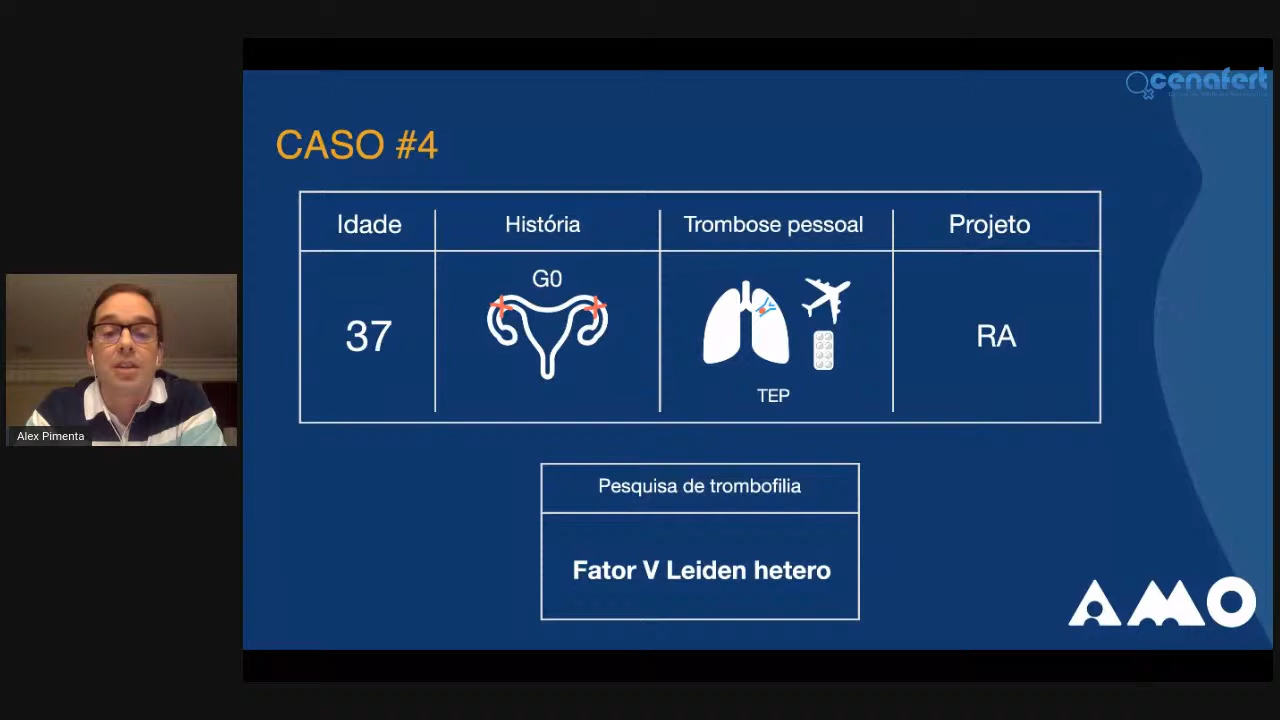 cenafert
CASO #4
Idade
História
Trombose pessoal
Projeto
37
G0
TEP
RA
Alex Pimenta
Pesquisa de trombofilia
Fator V Leiden hetero
AMO